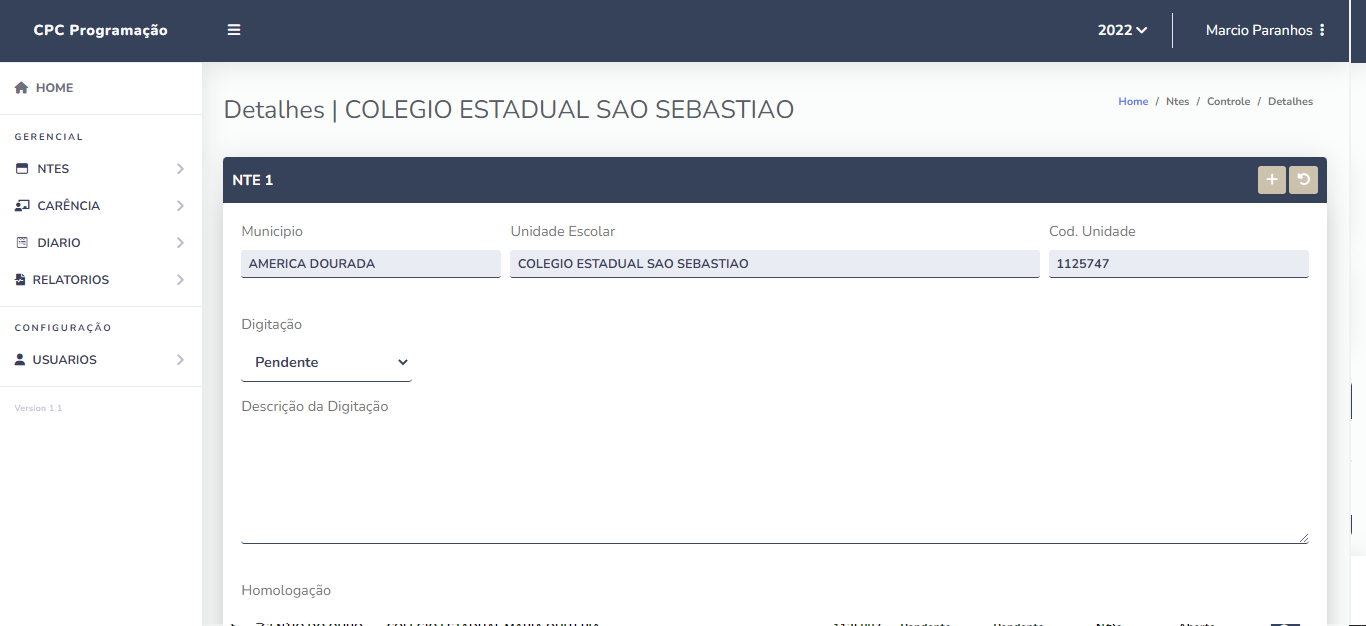 CPC Programação
2022
Marcio Paranhos
HOME
GERENCIAL
NTES
CARÊNCIA
DIARIO
RELATORIOS
CONFIGURAÇÃO
USUARIOS
Version 1.1
Detalhes | COLEGIO ESTADUAL SAO SEBASTIAO
Home / Ntes / Controle / Detalhes
NTE 1
Municipio Unidade Escolar Cod. Unidade
AMERICA DOURADA COLEGIO ESTADUAL SAO SEBASTIAO 1125747
Digitação
Pendente
Descrição da Digitação
Homologação